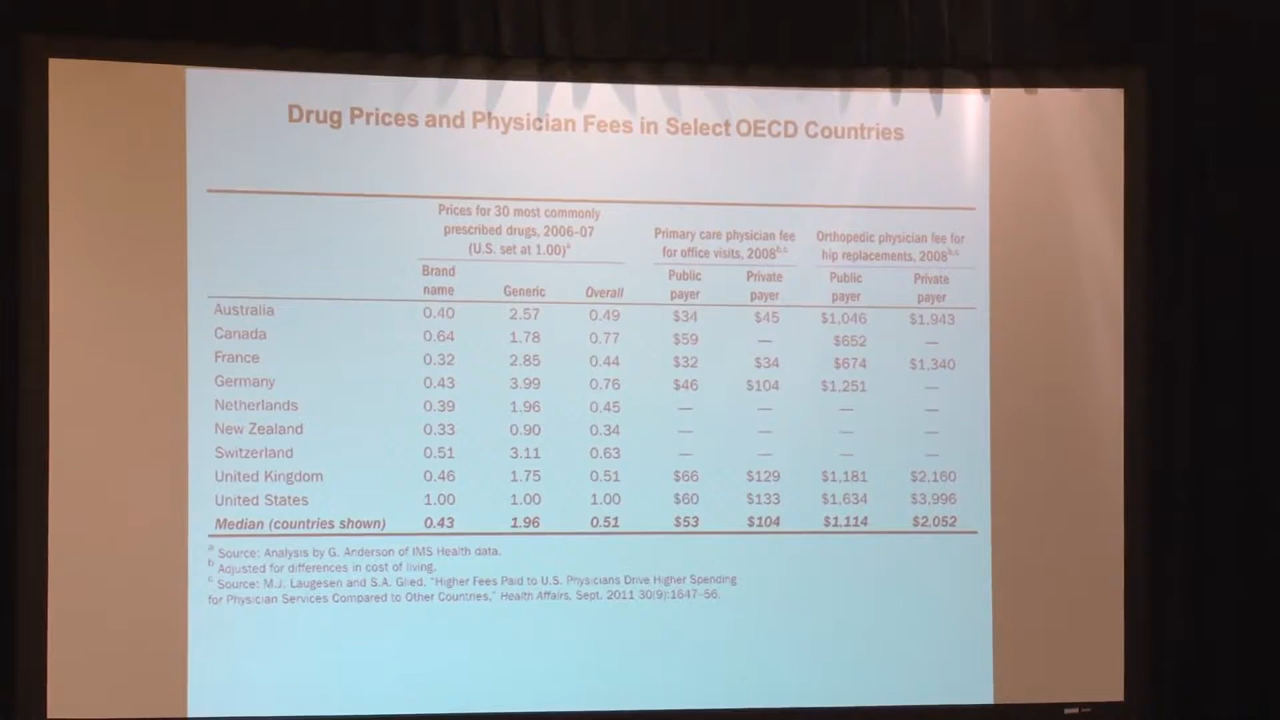 Drug Prices and Physician Fees in Select OECD Countries
Prices for 30 most commonly
prescribed drugs, 2006-07
(U.S. set at 1.00)a
Primary care physician fee
for office visits, 2008b,c
Orthopedic physician fee for
hip replacements, 2008b,c
Brand
name
Generic
Overall
Public
payer
Private
payer
Public
payer
Private
payer
Australia 0.40 2.57 0.49 $34 $45 $1,046 $1,943
Canada 0.64 1.78 0.77 $59 — $652 —
France 0.32 2.85 0.44 $32 $34 $674 $1,340
Germany 0.43 3.99 0.76 $46 $104 $1,251 —
Netherlands 0.39 1.96 0.45 — — — —
New Zealand 0.33 0.90 0.34 — — — —
Switzerland 0.51 3.11 0.63 — — — —
United Kingdom 0.46 1.75 0.51 $66 $129 $1,181 $2,160
United States 1.00 1.00 1.00 $60 $133 $1,634 $3,996
Median (countries shown) 0.43 1.96 0.51 $53 $104 $1,114 $2,052
a Source: Analysis by G. Anderson of IMS Health data.
b Adjusted for differences in cost of living.
c Source: M.J. Laugesen and S.A. Glied, "Higher Fees Paid to U.S. Physicians Drive Higher Spending
for Physician Services Compared to Other Countries," Health Affairs, Sept. 2011 30(9):1647-56.